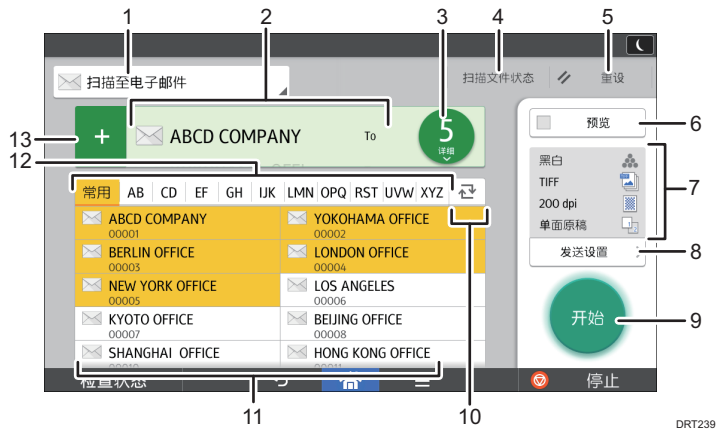 1 2 3 4 5
扫描至电子邮件 扫描文件状态 重设
+ ABCD COMPANY To 5 详细
预览 6
13
12
常用 AB CD EF GH IJK LMN OPQ RST UVW XYZ
黑白
TIFF
200 dpi
单面原稿
7
ABCD COMPANY YOKOHAMA OFFICE
00001 00002
BERLIN OFFICE LONDON OFFICE
00003 00004
NEW YORK OFFICE LOS ANGELES
00005 00006
KYOTO OFFICE BEIJING OFFICE
00007 00008
SHANGHAI OFFICE HONG KONG OFFICE
发送设置 8
开始 9
检查状态 停止
11 10
DRT239